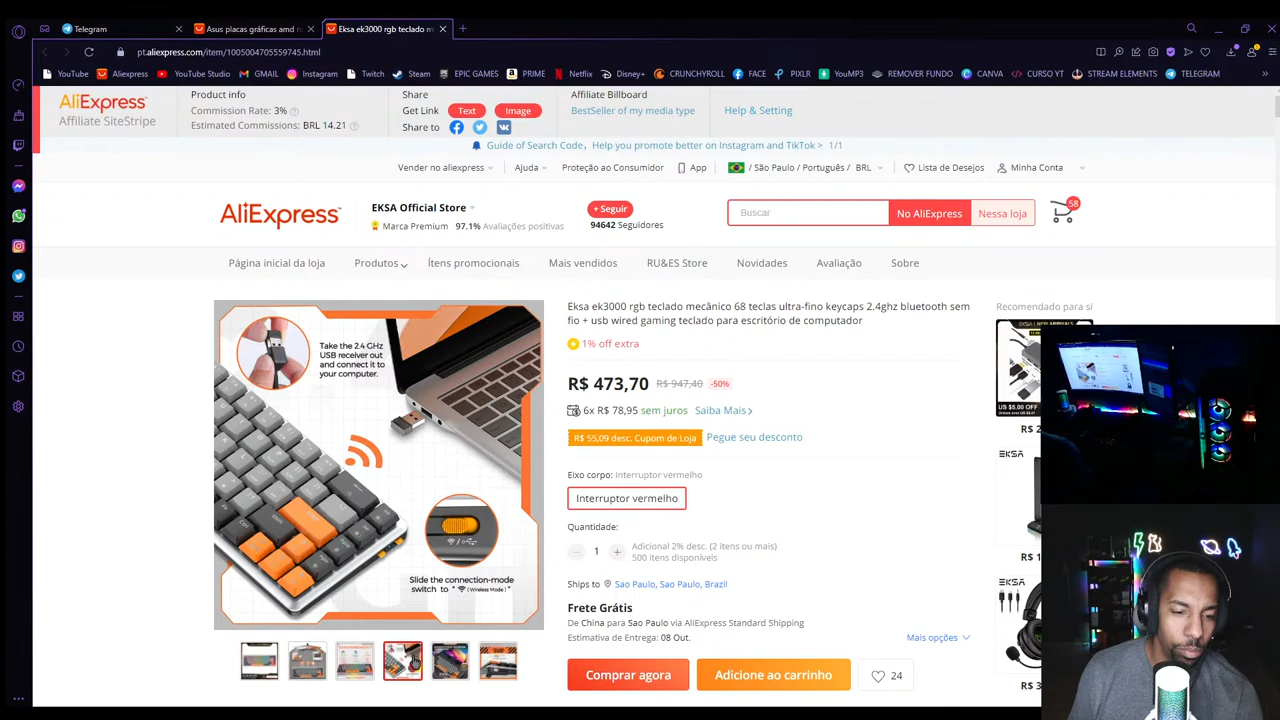 Telegram
Asus placas gráficas amd r
Eksa ek3000 rgb teclado m
pt.aliexpress.com/item/1005004705559745.html
YouTube
Aliexpress
YouTube Studio
GMAIL
Instagram
Twitch
Steam
EPIC GAMES
PRIME
Netflix
Disney+
CRUNCHYROLL
FACE
PIXLR
YouMP3
REMOVER FUNDO
CANVA
CURSO YT
STREAM ELEMENTS
TELEGRAM
AliExpress
Affiliate SiteStripe
Product info
Commission Rate: 3%
Estimated Commissions: BRL 14.21
Share
Get Link Text Image
Share to
Affiliate Billboard
BestSeller of my media type
Help & Setting
Guide of Search Code, Help you promote better on Instagram and TikTok > 1/1
Vender no aliexpress
Ajuda
Proteção ao Consumidor
App
/ São Paulo / Português / BRL
Lista de Desejos
Minha Conta
AliExpress
EKSA Official Store
Marca Premium 97.1% Avaliações positivas
+ Seguir
94642 Seguidores
Buscar
No AliExpress
Nessa loja
58
Página inicial da loja
Produtos
Ítens promocionais
Mais vendidos
RU&ES Store
Novidades
Avaliação
Sobre
Take the 2.4 GHz
USB receiver out
and connect it to
your computer.
Slide the connection-mode
switch to " (Wireless Mode) "
Eksa ek3000 rgb teclado mecânico 68 teclas ultra-fino keycaps 2.4ghz bluetooth sem
fio + usb wired gaming teclado para escritório de computador
1% off extra
R$ 473,70 R$ 947,40 -50%
6x R$ 78,95 sem juros Saiba Mais
R$ 55,09 desc. Cupom de Loja Pegue seu desconto
Eixo corpo: Interruptor vermelho
Interruptor vermelho
Quantidade:
1
Adicional 2% desc. (2 itens ou mais)
500 itens disponíveis
Ships to Sao Paulo, Sao Paulo, Brazil
Frete Grátis
De China para Sao Paulo via AliExpress Standard Shipping
Estimativa de Entrega: 08 Out.
Mais opções
Comprar agora
Adicione ao carrinho
24
Recomendado para si
US $5.00 OFF
R$ 2
EKSA
R$ 1
EKSA
R$ 3